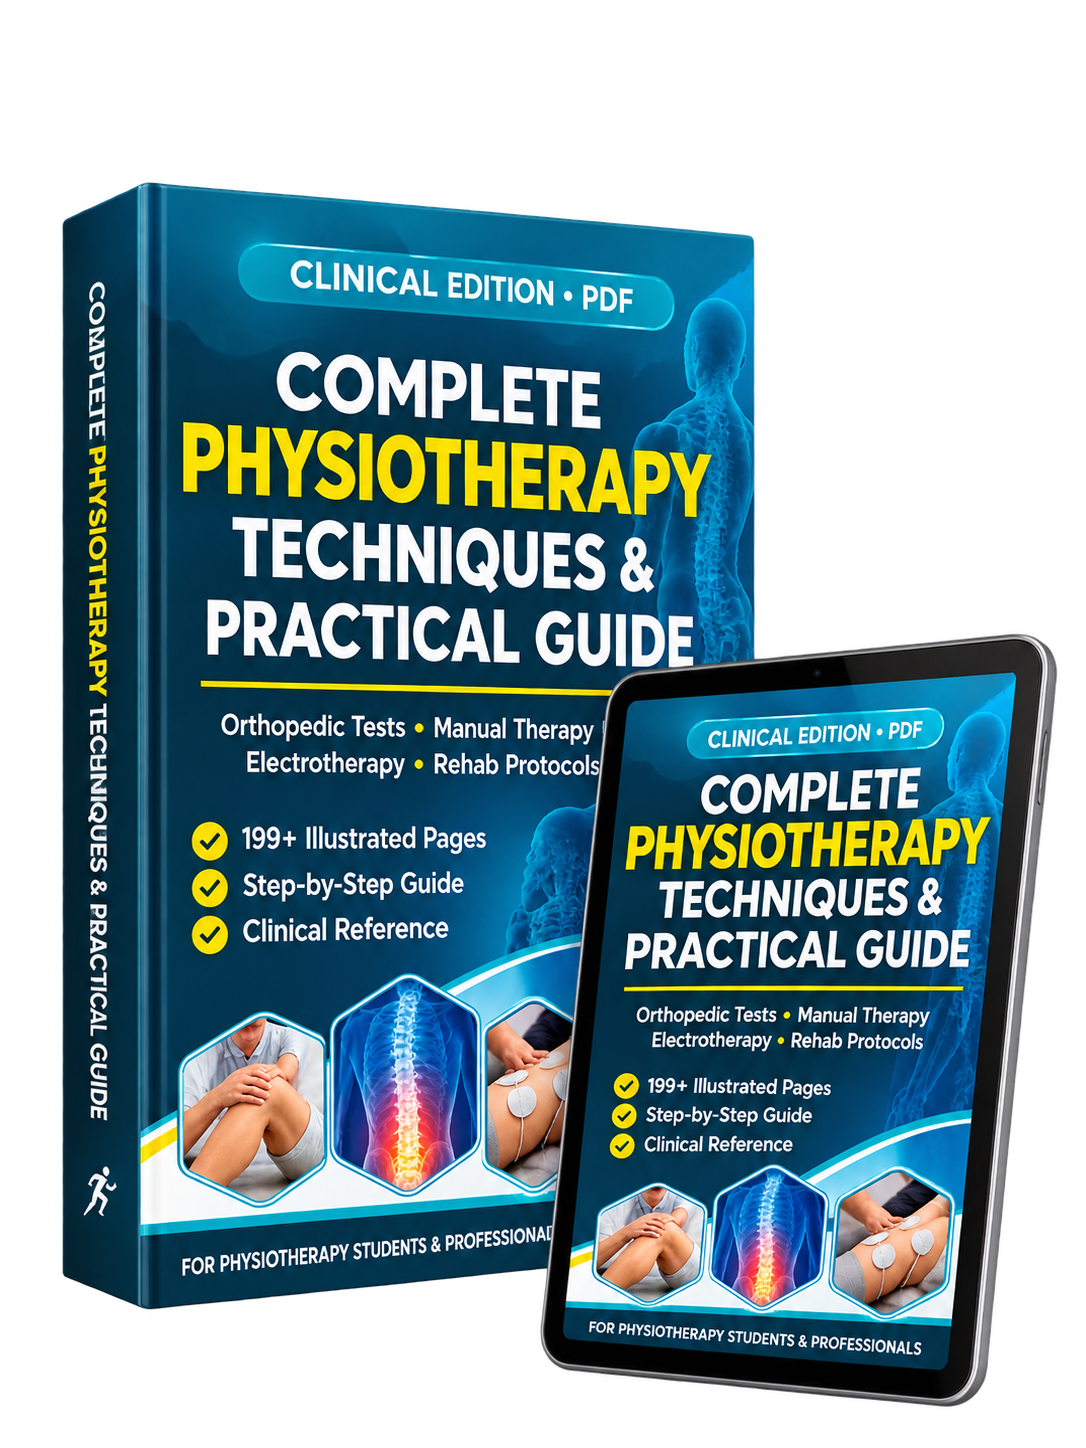 COMPLETE PHYSIOTHERAPY TECHNIQUES & PRACTICAL GUIDE
CLINICAL EDITION • PDF
COMPLETE
PHYSIOTHERAPY
TECHNIQUES &
PRACTICAL GUIDE
Orthopedic Tests • Manual Therapy
Electrotherapy • Rehab Protocols
199+ Illustrated Pages
Step-by-Step Guide
Clinical Reference
FOR PHYSIOTHERAPY STUDENTS & PROFESSIONAL
CLINICAL EDITION • PDF
COMPLETE
PHYSIOTHERAPY
TECHNIQUES &
PRACTICAL GUIDE
Orthopedic Tests • Manual Therapy
Electrotherapy • Rehab Protocols
199+ Illustrated Pages
Step-by-Step Guide
Clinical Reference
FOR PHYSIOTHERAPY STUDENTS & PROFESSIONALS